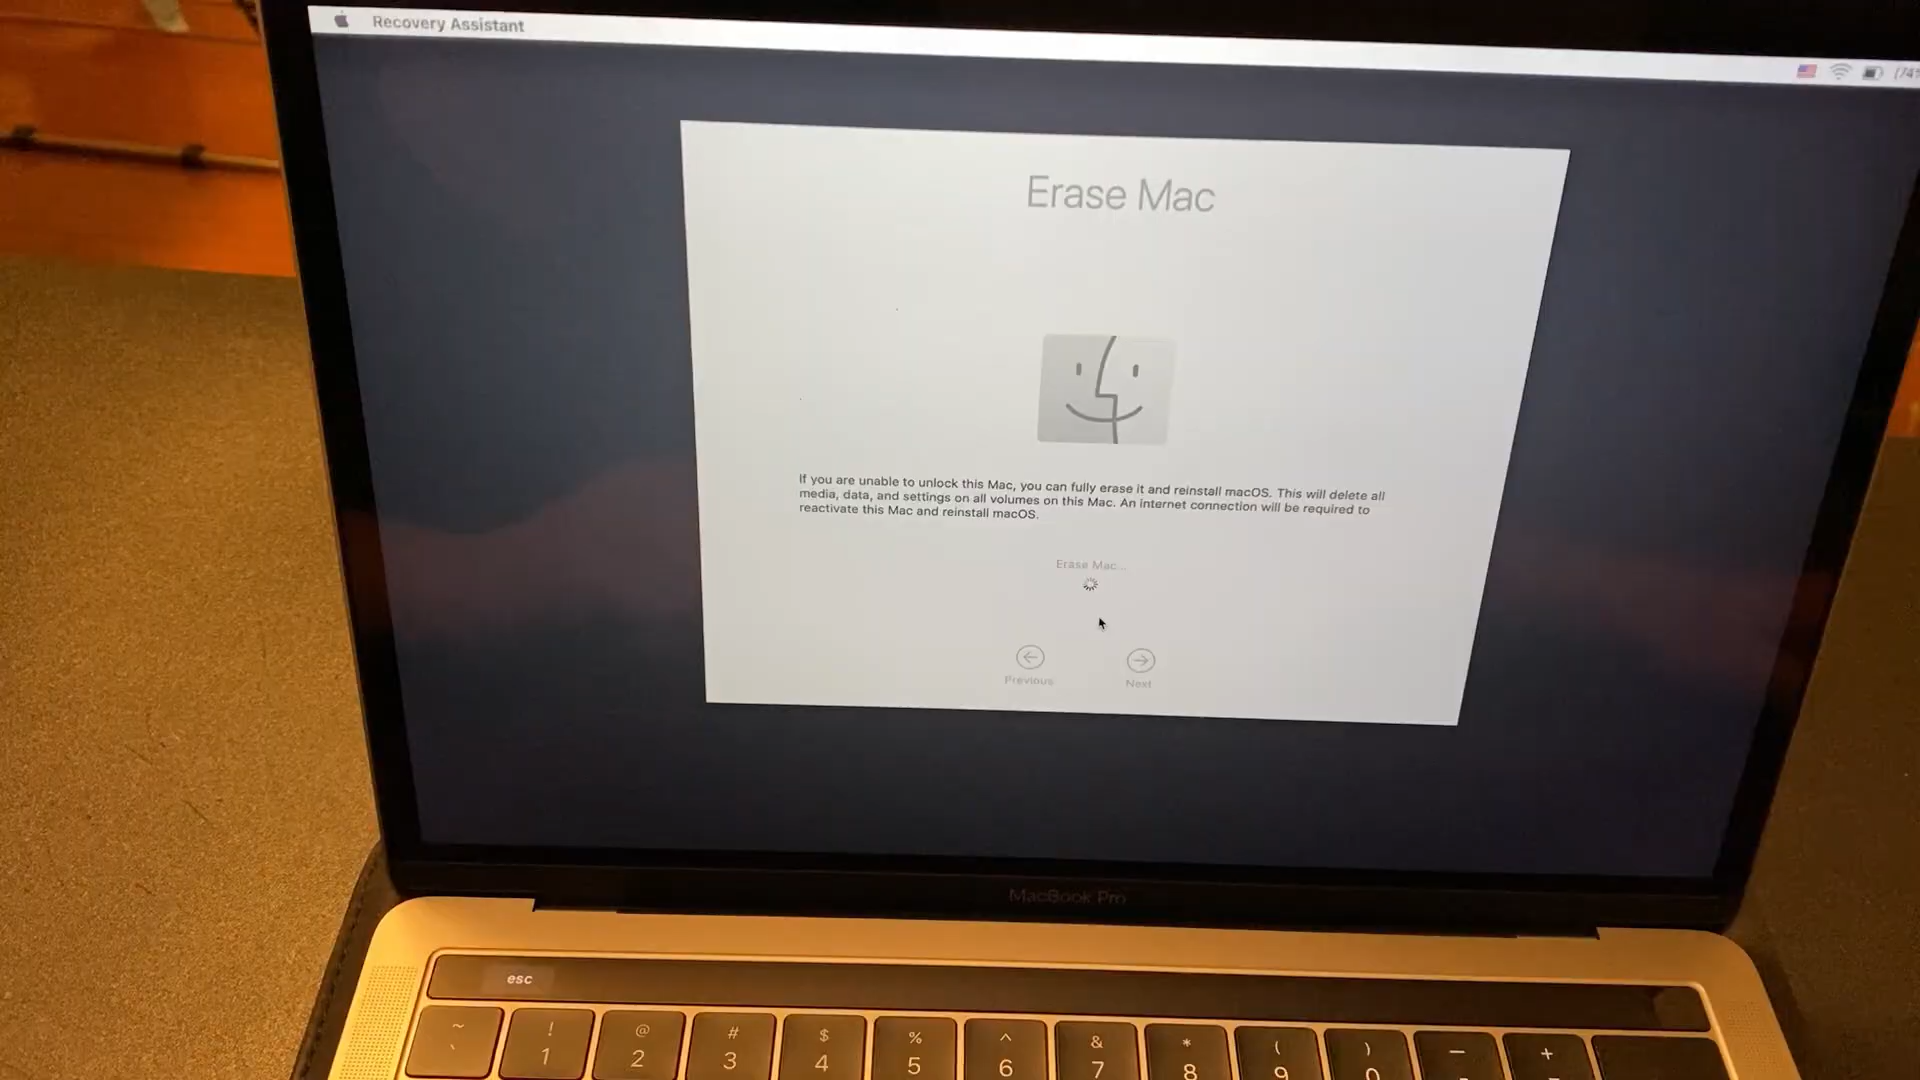 Recovery Assistant
(74%
Erase Mac
If you are unable to unlock this Mac, you can fully erase it and reinstall macOS. This will delete all
media, data, and settings on all volumes on this Mac. An internet connection will be required to
reactivate this Mac and reinstall macOS.
Erase Mac...
Previous
Next
MacBook Pro
esc
~ ! @ # $ % ^ & * ( ) — +
` 1 2 3 4 5 6 7 8 9 0